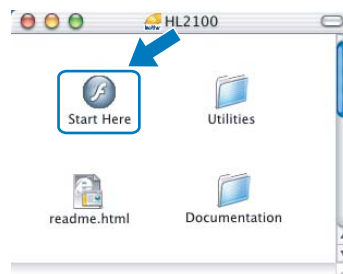 HL2100
Start Here
Utilities
readme.html
Documentation